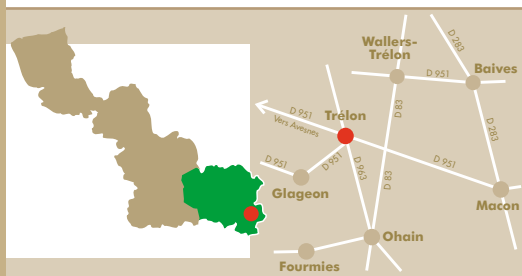 Wallers-
Trélon
D 283
D 951
Baives
D 951
Vers Avesnes
Trélon
D 83
D 283
D 951
D 951
D 963
D 951
Glageon
D 83
Macon
Ohain
Fournies